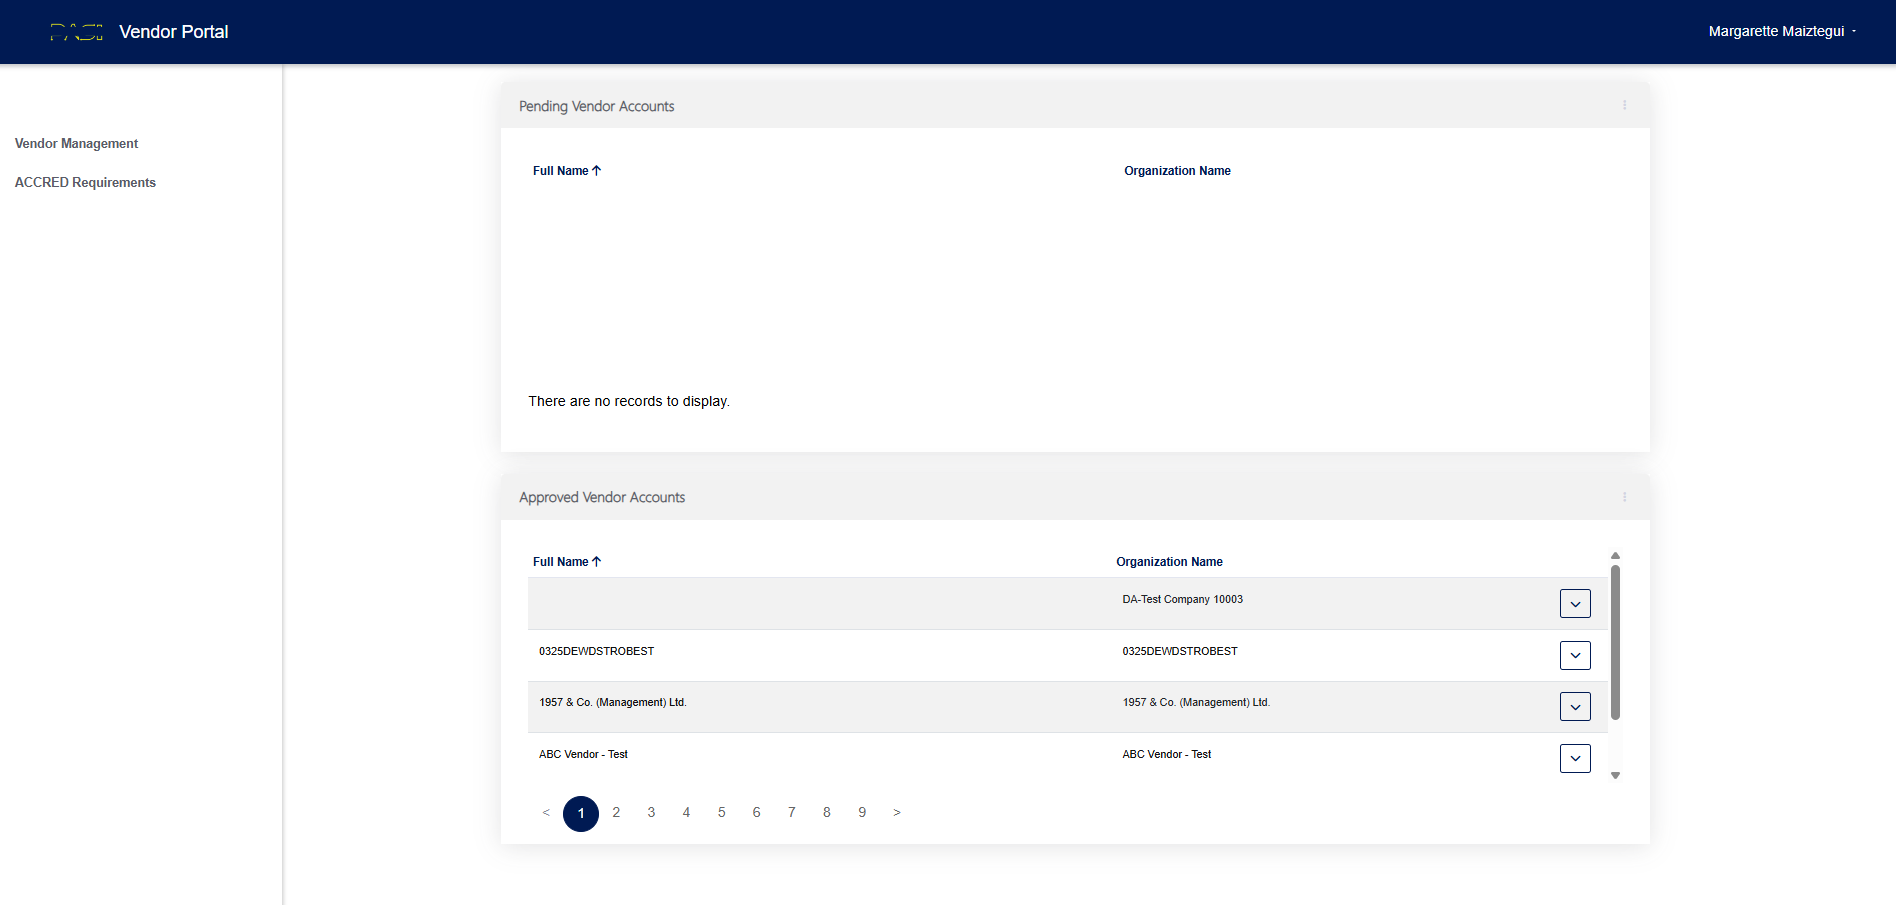 PASI Vendor Portal
Margarette Maiztegui
Vendor Management
ACCRED Requirements
Pending Vendor Accounts
Full Name Organization Name
There are no records to display.
Approved Vendor Accounts
Full Name Organization Name
DA-Test Company 10003
0325DEWDSTROBEST 0325DEWDSTROBEST
1957 & Co. (Management) Ltd. 1957 & Co. (Management) Ltd.
ABC Vendor - Test ABC Vendor - Test
< 1 2 3 4 5 6 7 8 9 >